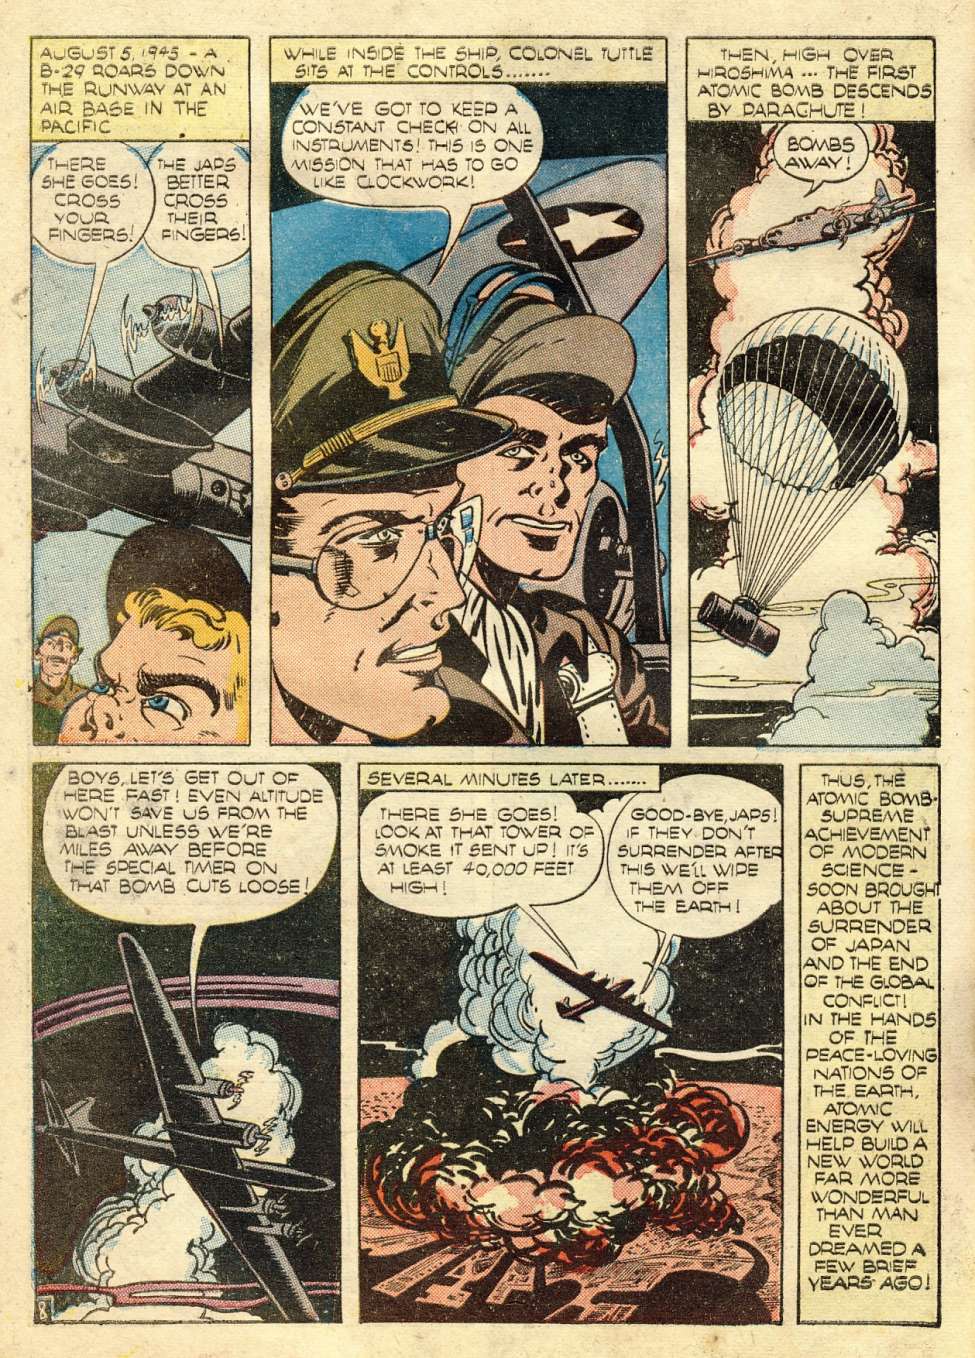 AUGUST 5, 1945 - A
B-29 ROARS DOWN
THE RUNWAY AT AN
AIR BASE IN THE
PACIFIC
THERE
SHE GOES!
CROSS
YOUR
FINGERS!
THE JAPS
BETTER
CROSS
THEIR
FINGERS!
WHILE INSIDE THE SHIP, COLONEL TUTTLE
SITS AT THE CONTROLS.......
WE'VE GOT TO KEEP A
CONSTANT CHECK ON ALL
INSTRUMENTS! THIS IS ONE
MISSION THAT HAS TO GO
LIKE CLOCKWORK!
THEN, HIGH OVER
HIROSHIMA --- THE FIRST
ATOMIC BOMB DESCENDS
BY PARACHUTE!
BOMBS
AWAY!
BOYS, LET'S GET OUT OF
HERE FAST! EVEN ALTITUDE
WON'T SAVE US FROM THE
BLAST UNLESS WE'RE
MILES AWAY BEFORE
THE SPECIAL TIMER ON
THAT BOMB CUTS LOOSE!
8
SEVERAL MINUTES LATER.......
THERE SHE GOES!
LOOK AT THAT TOWER OF
SMOKE IT SENT UP! IT'S
AT LEAST 40,000 FEET
HIGH!
GOOD-BYE, JAPS!
IF THEY DON'T
SURRENDER AFTER
THIS WE'LL WIPE
THEM OFF
THE EARTH!
THUS, THE
ATOMIC BOMB-
SUPREME
ACHIEVEMENT
OF MODERN
SCIENCE -
SOON BROUGHT
ABOUT THE
SURRENDER
OF JAPAN
AND THE END
OF THE GLOBAL
CONFLICT!
IN THE HANDS
OF THE
PEACE-LOVING
NATIONS OF
THE EARTH,
ATOMIC
ENERGY WILL
HELP BUILD A
NEW WORLD
FAR MORE
WONDERFUL
THAN MAN
EVER
DREAMED A
FEW BRIEF
YEARS AGO!